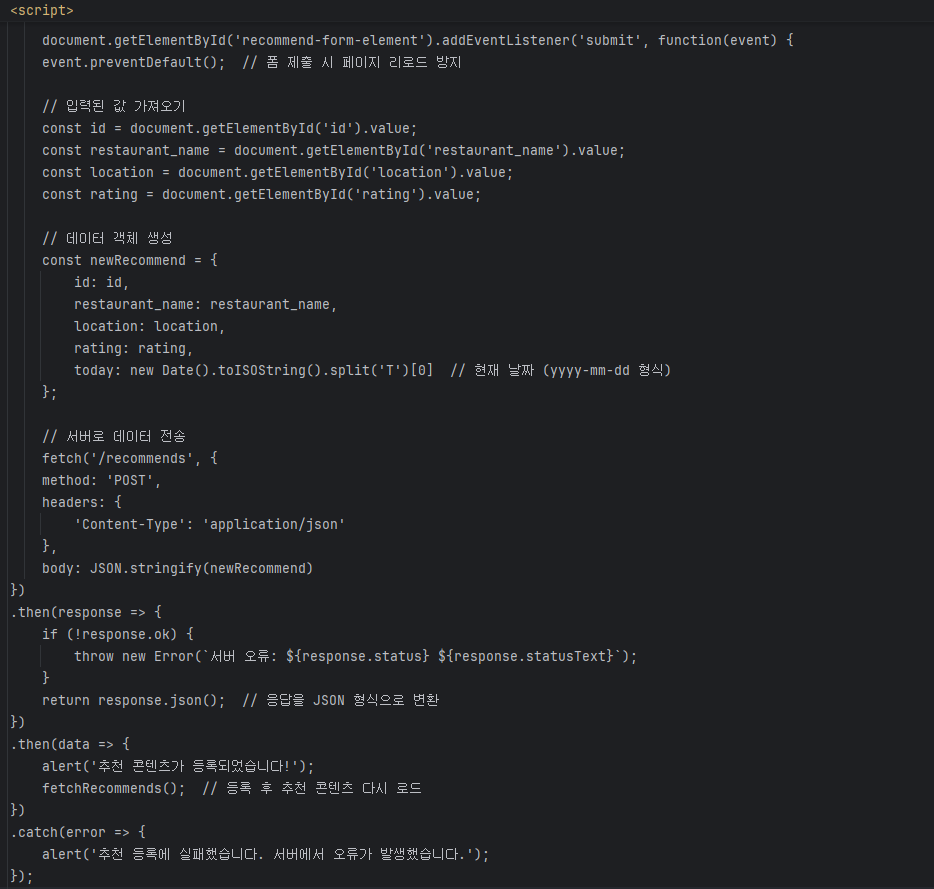 <script>
document.getElementById('recommend-form-element').addEventListener('submit', function(event) {
event.preventDefault();  // 폼 제출 시 페이지 리로드 방지
// 입력된 값 가져오기
const id = document.getElementById('id').value;
const restaurant_name = document.getElementById('restaurant_name').value;
const location = document.getElementById('location').value;
const rating = document.getElementById('rating').value;
// 데이터 객체 생성
const newRecommend = {
id: id,
restaurant_name: restaurant_name,
location: location,
rating: rating,
today: new Date().toISOString().split('T')[0]  // 현재 날짜 (yyyy-mm-dd 형식)
};
// 서버로 데이터 전송
fetch('/recommends', {
method: 'POST',
headers: {
'Content-Type': 'application/json'
},
body: JSON.stringify(newRecommend)
})
.then(response => {
if (!response.ok) {
throw new Error(`서버 오류: ${response.status} ${response.statusText}`);
}
return response.json();  // 응답을 JSON 형식으로 변환
})
.then(data => {
alert('추천 콘텐츠가 등록되었습니다!');
fetchRecommends();  // 등록 후 추천 콘텐츠 다시 로드
})
.catch(error => {
alert('추천 등록에 실패했습니다. 서버에서 오류가 발생했습니다.');
});